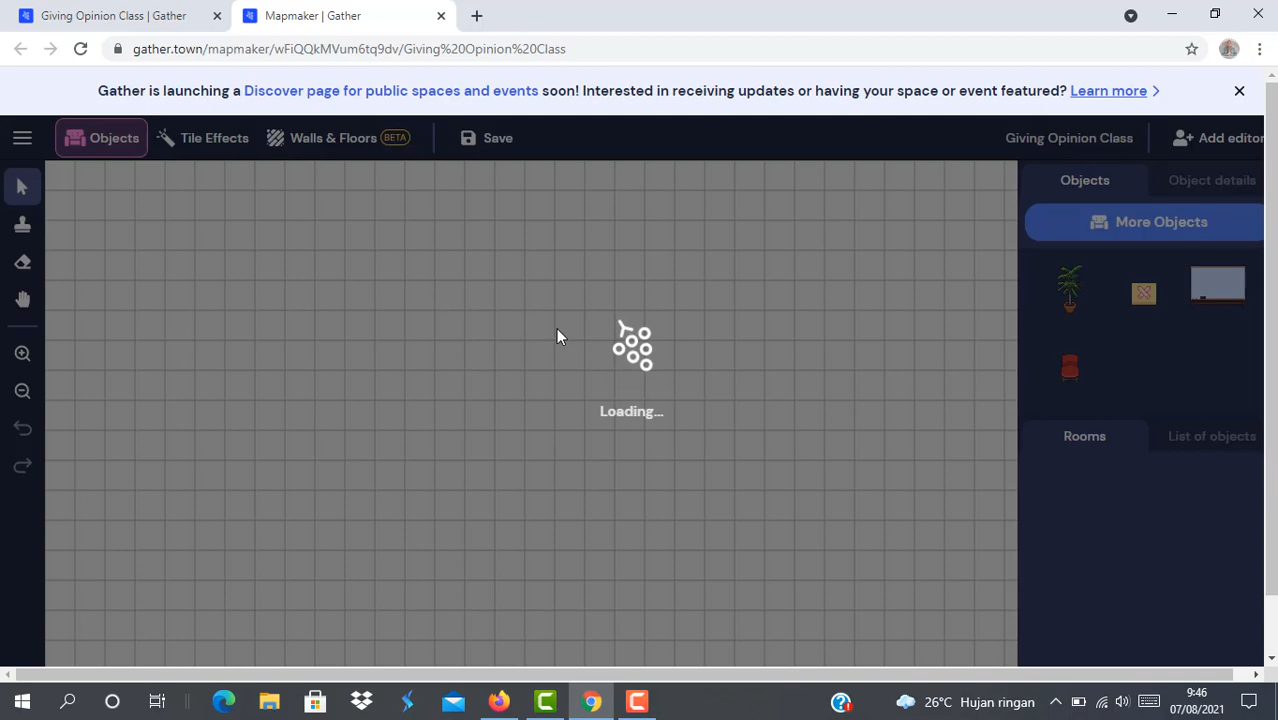 Giving Opinion Class | Gather
Mapmaker | Gather
gather.town/mapmaker/wFiQQkMVum6tq9dv/Giving%20Opinion%20Class
Gather is launching a Discover page for public spaces and events soon! Interested in receiving updates or having your space or event featured? Learn more
Objects
Tile Effects
Walls & Floors BETA
Save
Giving Opinion Class
Add editor
Objects
Object details
More Objects
Loading...
Rooms
List of objects
26°C Hujan ringan
9:46
07/08/2021